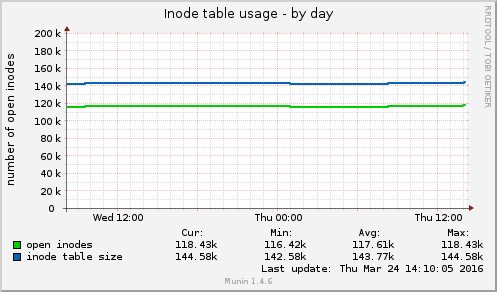 Inode table usage - by day
RRDTOOL / TOBI OETIKER
number of open inodes
200 k
180 k
160 k
140 k
120 k
100 k
80 k
60 k
40 k
20 k
0
Wed 12:00 Thu 00:00 Thu 12:00
Cur: Min: Avg: Max:
open inodes 118.43k 116.42k 117.61k 118.43k
inode table size 144.58k 142.58k 143.77k 144.58k
Last update: Thu Mar 24 14:10:05 2016
Munin 1.4.6